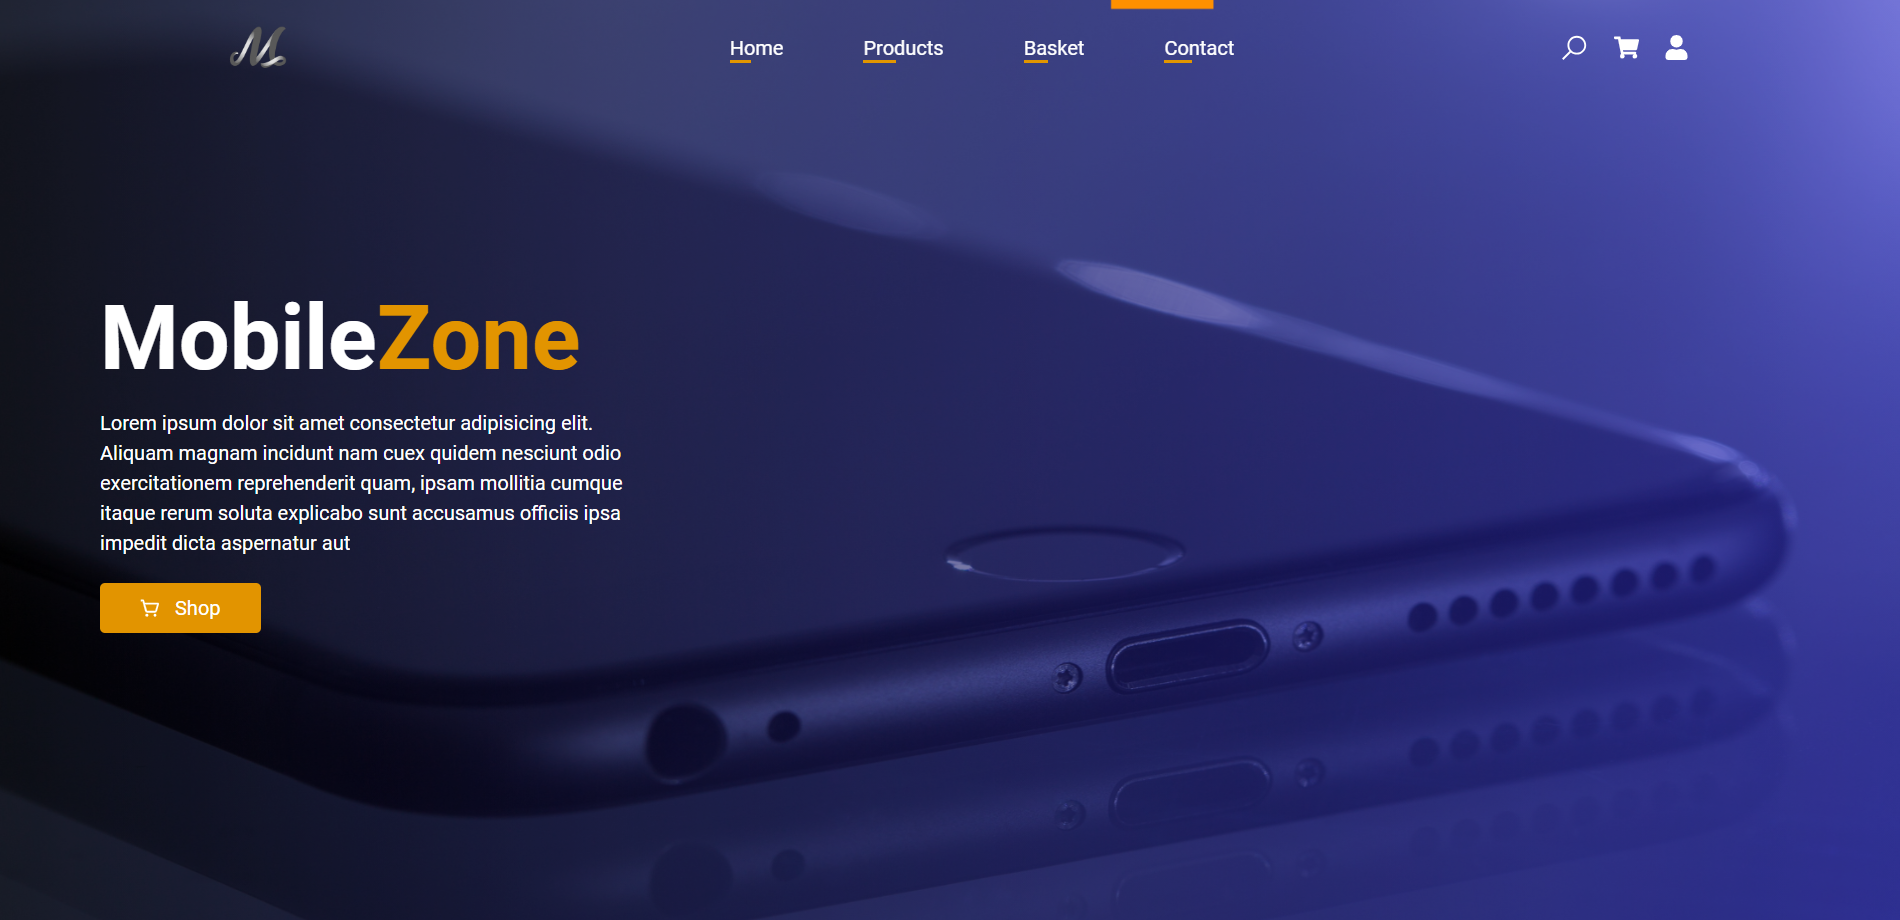 M
Home Products Basket Contact
MobileZone
Lorem ipsum dolor sit amet consectetur adipisicing elit.
Aliquam magnam incidunt nam cuex quidem nesciunt odio
exercitationem reprehenderit quam, ipsam mollitia cumque
itaque rerum soluta explicabo sunt accusamus officiis ipsa
impedit dicta aspernatur aut
Shop